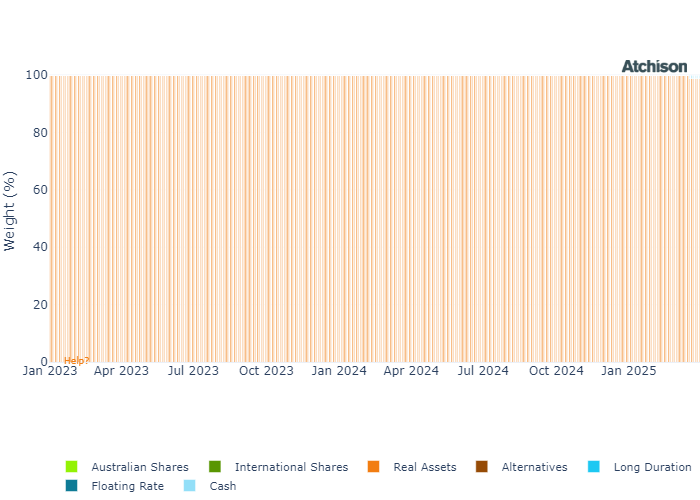 Atchison
100
80
60
40
20
0
Weight (%)
Help?
Jan 2023 Apr 2023 Jul 2023 Oct 2023 Jan 2024 Apr 2024 Jul 2024 Oct 2024 Jan 2025
Australian Shares International Shares Real Assets Alternatives Long Duration
Floating Rate Cash